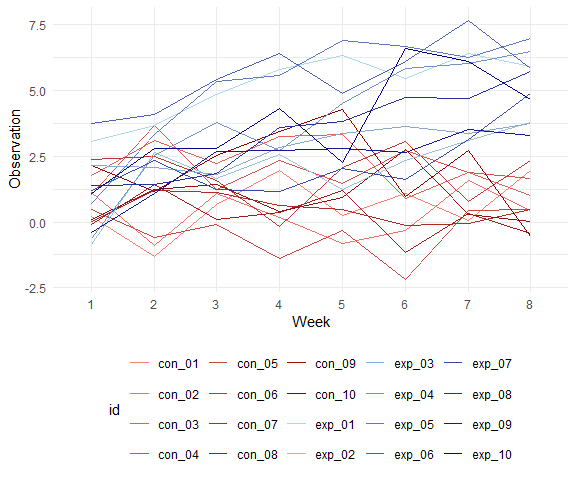 7.5
5.0
2.5
0.0
-2.5
Observation
1 2 3 4 5 6 7 8
Week
id
con_01 con_05 con_09 exp_03 exp_07
con_02 con_06 con_10 exp_04 exp_08
con_03 con_07 exp_01 exp_05 exp_09
con_04 con_08 exp_02 exp_06 exp_10